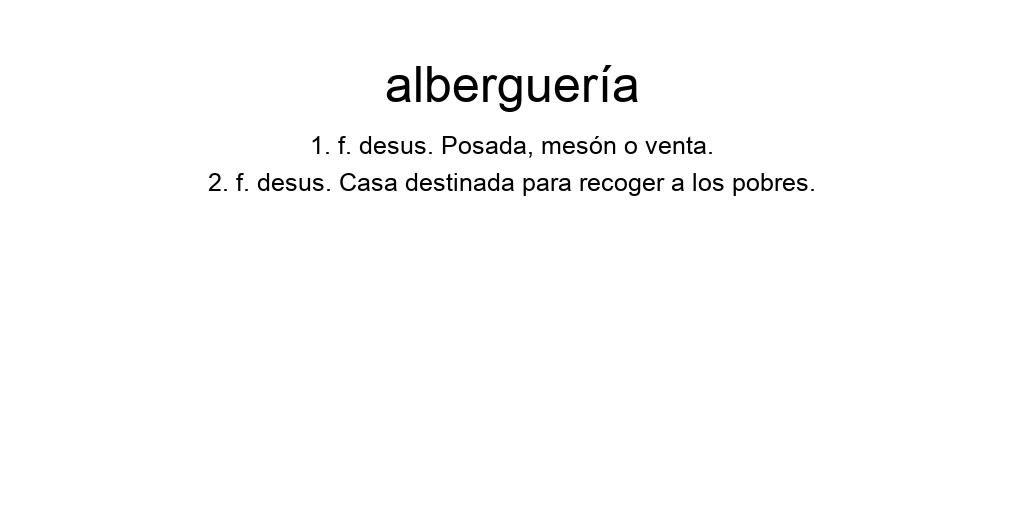 alberguería
1. f. desus. Posada, mesón o venta.
2. f. desus. Casa destinada para recoger a los pobres.